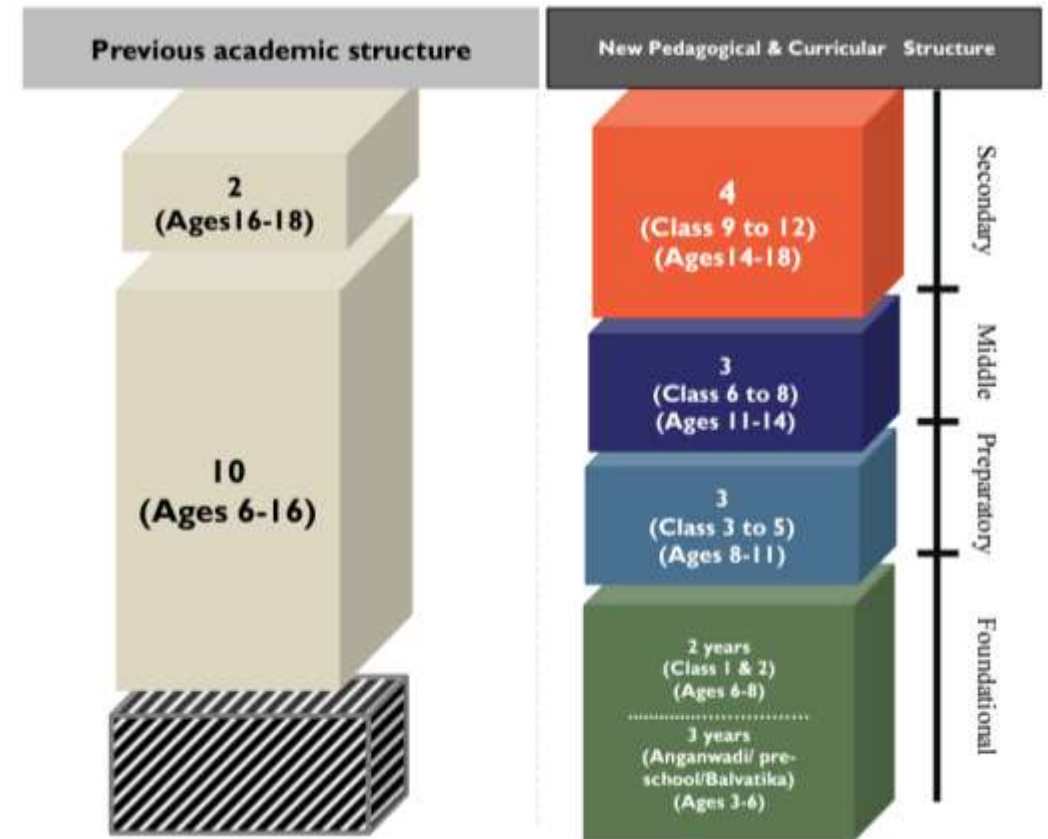 Previous academic structure
New Pedagogical & Curricular Structure
2
(Ages16-18)
10
(Ages 6-16)
4
(Class 9 to 12)
(Ages14-18)
3
(Class 6 to 8)
(Ages 11-14)
3
(Class 3 to 5)
(Ages 8-11)
2 years
(Class 1 & 2)
(Ages 6-8)
3 years
(Anganwadi/ pre-
school/Balvatika)
(Ages 3-6)
Secondary
Middle
Preparatory
Foundational